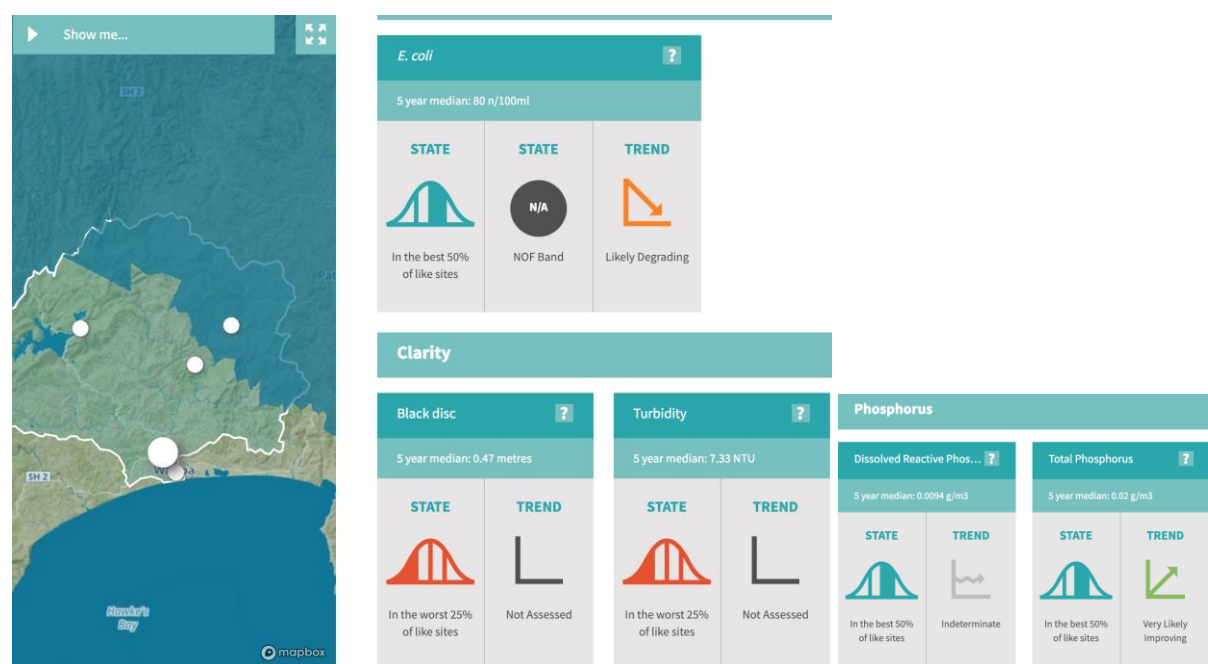 Show me...
SH 2
SH 2
Hawke's
Bay
mapbox
E. coli
?
5 year median: 80 n/100ml
STATE
STATE
TREND
N/A
In the best 50%
of like sites
NOF Band
Likely Degrading
Clarity
Black disc
?
5 year median: 0.47 metres
STATE
TREND
In the worst 25%
of like sites
Not Assessed
Turbidity
?
5 year median: 7.33 NTU
STATE
TREND
In the worst 25%
of like sites
Not Assessed
Phosphorus
Dissolved Reactive Phos... ?
5 year median: 0.0094 g/m3
STATE
TREND
In the best 50%
of like sites
Indeterminate
Total Phosphorus
?
5 year median: 0.02 g/m3
STATE
TREND
In the best 50%
of like sites
Very Likely
Improving